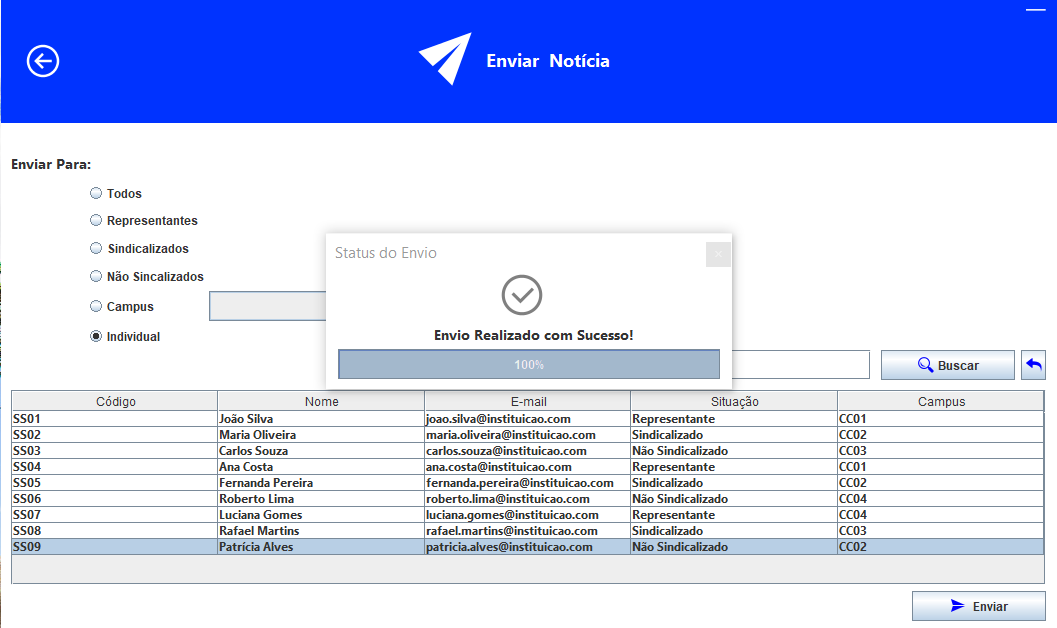 Enviar Notícia
Enviar Para:
Todos
Representantes
Sindicalizados
Não Sincalizados
Campus
Individual
Status do Envio
Envio Realizado com Sucesso!
100%
Buscar
Código Nome E-mail Situação Campus
SS01 João Silva joao.silva@instituicao.com Representante CC01
SS02 Maria Oliveira maria.oliveira@instituicao.com Sindicalizado CC02
SS03 Carlos Souza carlos.souza@instituicao.com Não Sindicalizado CC03
SS04 Ana Costa ana.costa@instituicao.com Representante CC01
SS05 Fernanda Pereira fernanda.pereira@instituicao.com Sindicalizado CC02
SS06 Roberto Lima roberto.lima@instituicao.com Não Sindicalizado CC04
SS07 Luciana Gomes luciana.gomes@instituicao.com Representante CC04
SS08 Rafael Martins rafael.martins@instituicao.com Sindicalizado CC03
SS09 Patrícia Alves patricia.alves@instituicao.com Não Sindicalizado CC02
Enviar